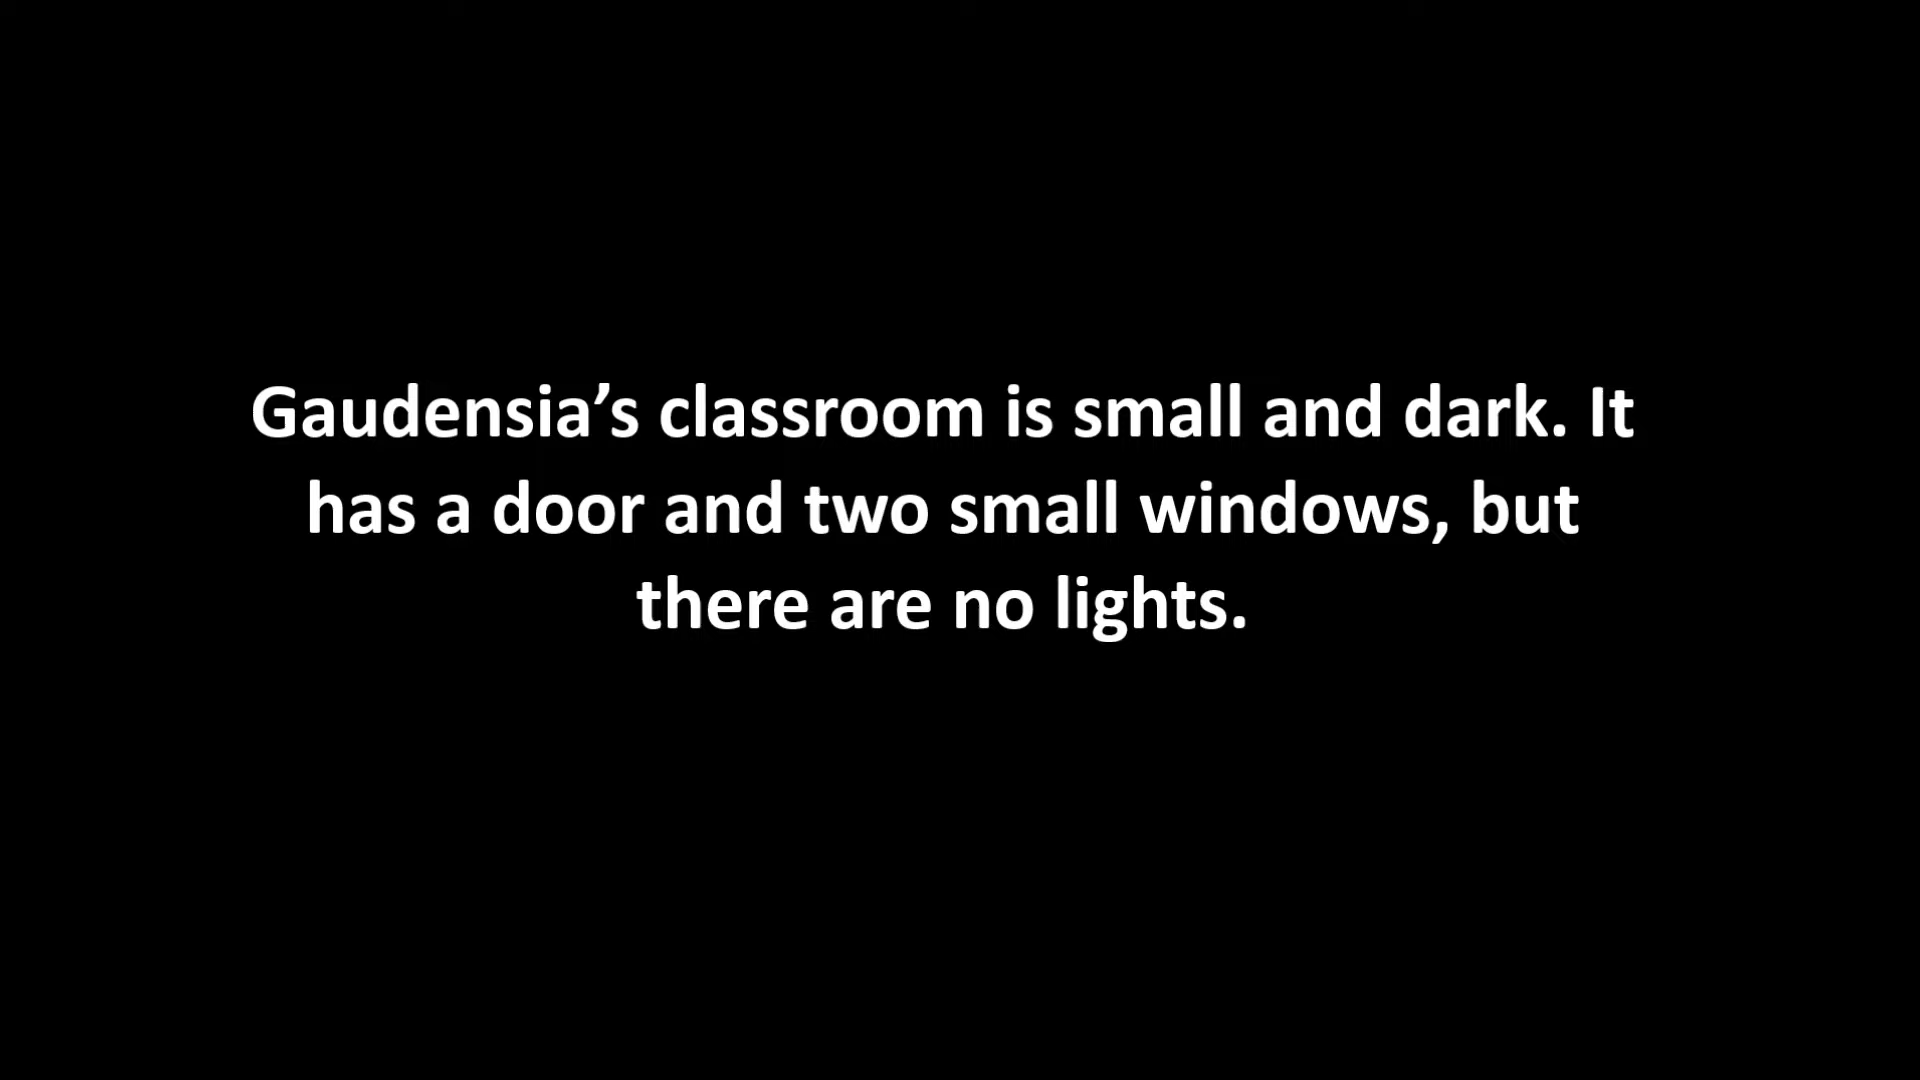 Gaudensia’s classroom is small and dark. It
has a door and two small windows, but
there are no lights.